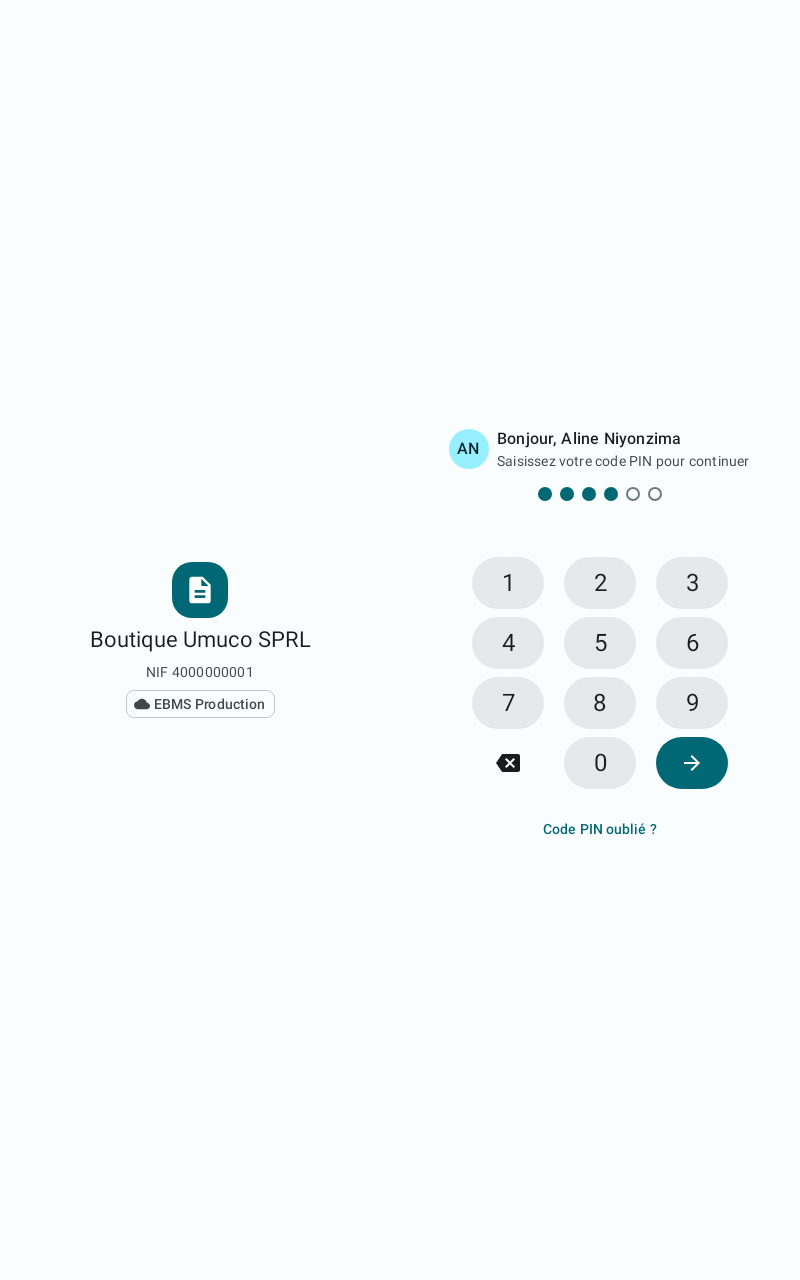 Boutique Umuco SPRL
NIF 4000000001
EBMS Production
AN
Bonjour, Aline Niyonzima
Saisissez votre code PIN pour continuer
1 2 3
4 5 6
7 8 9
0
Code PIN oublié ?